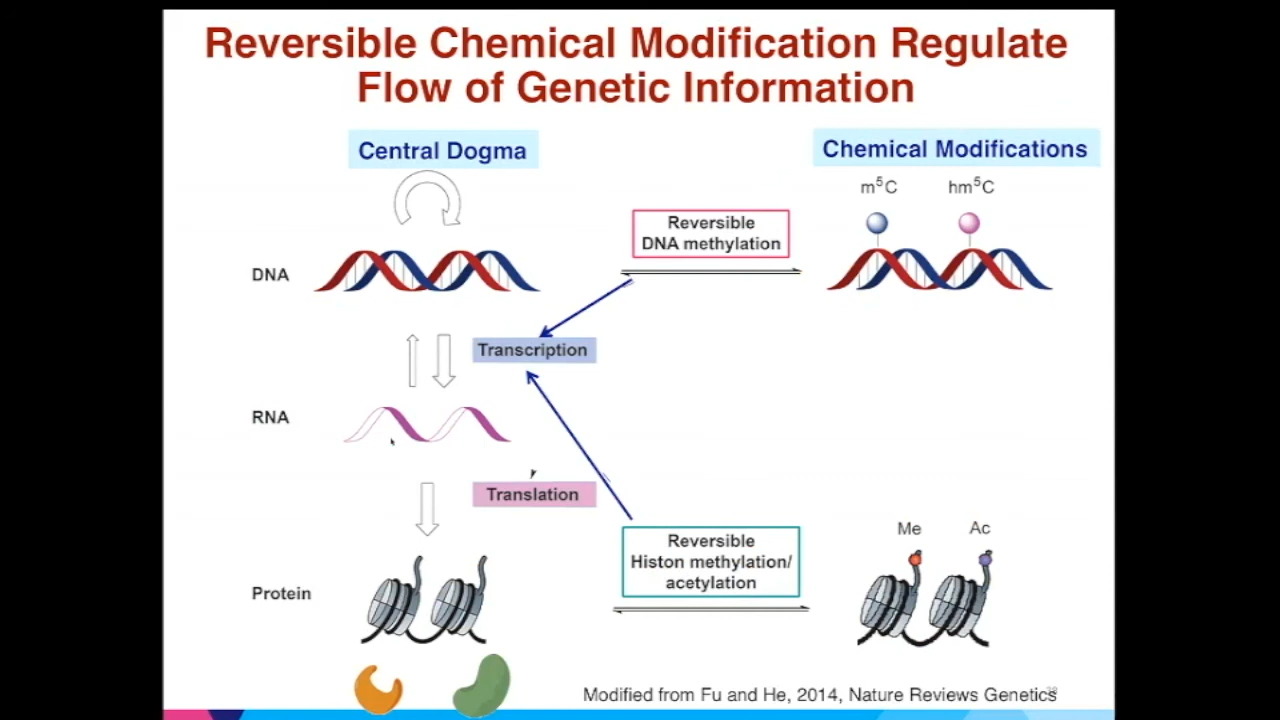 Reversible Chemical Modification Regulate
Flow of Genetic Information
Central Dogma
Chemical Modifications
m⁵C
hm⁵C
Reversible
DNA methylation
DNA
Transcription
RNA
Translation
Reversible
Histon methylation/
acetylation
Me
Ac
Protein
Modified from Fu and He, 2014, Nature Reviews Genetics